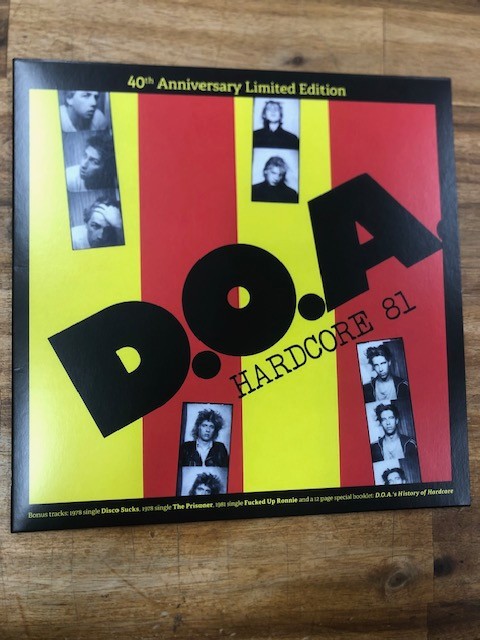 40th Anniversary Limited Edition
D.O.A.
HARDCORE 81
Bonus tracks: 1978 single Disco Sucks, 1978 single The Prisoner, 1981 single Fucked Up Ronnie and a 12 page special booklet: D.O.A.'s History of Hardcore